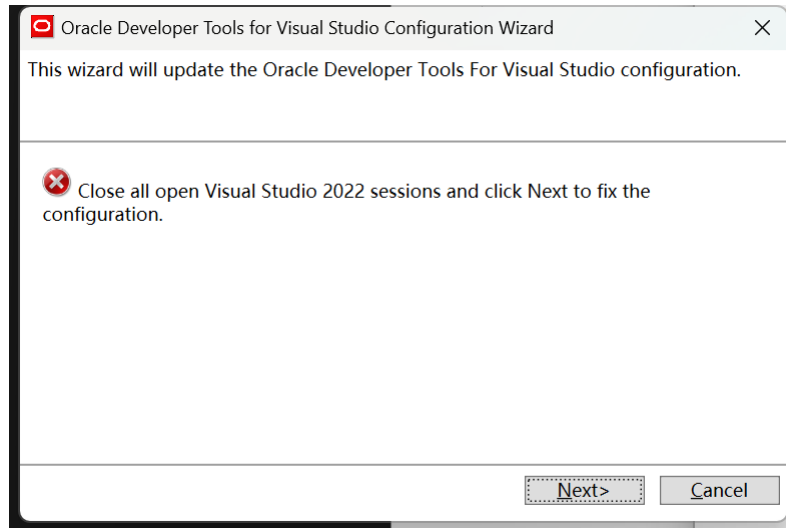 Oracle Developer Tools for Visual Studio Configuration Wizard
This wizard will update the Oracle Developer Tools For Visual Studio configuration.
Close all open Visual Studio 2022 sessions and click Next to fix the
configuration.
Next>
Cancel